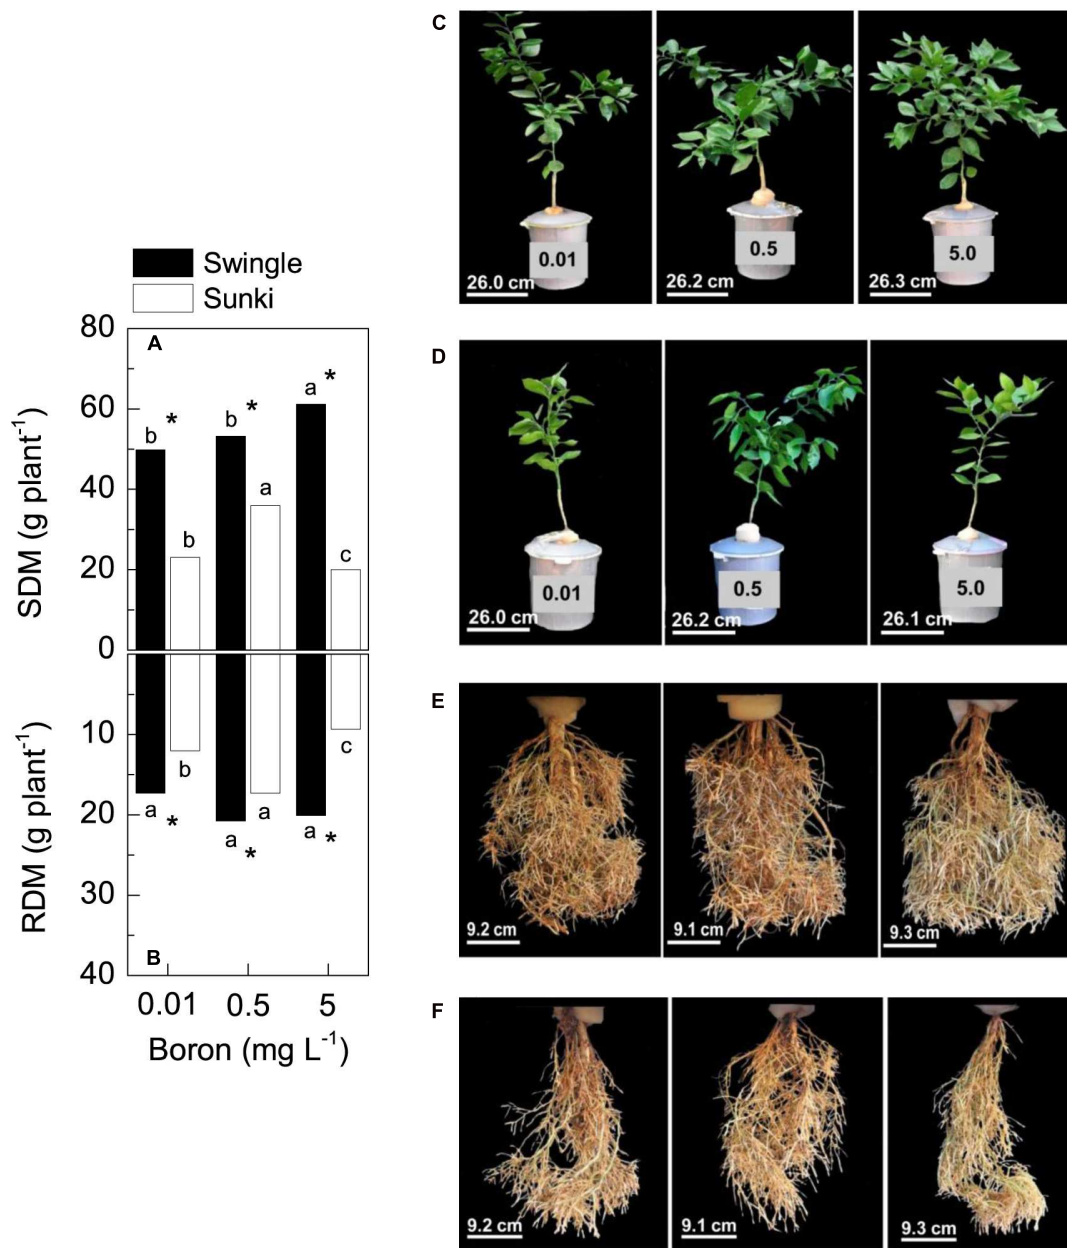 Swingle
Sunki
A
80
60
40
20
0
SDM (g plant⁻¹)
b *
b *
a *
b
a
c
RDM (g plant⁻¹)
10
20
30
40
a *
a *
a *
b
a
c
B
0.01 0.5 5
Boron (mg L⁻¹)
C
0.01
26.0 cm
0.5
26.2 cm
5.0
26.3 cm
D
0.01
26.0 cm
0.5
26.2 cm
5.0
26.1 cm
E
9.2 cm
9.1 cm
9.3 cm
F
9.2 cm
9.1 cm
9.3 cm